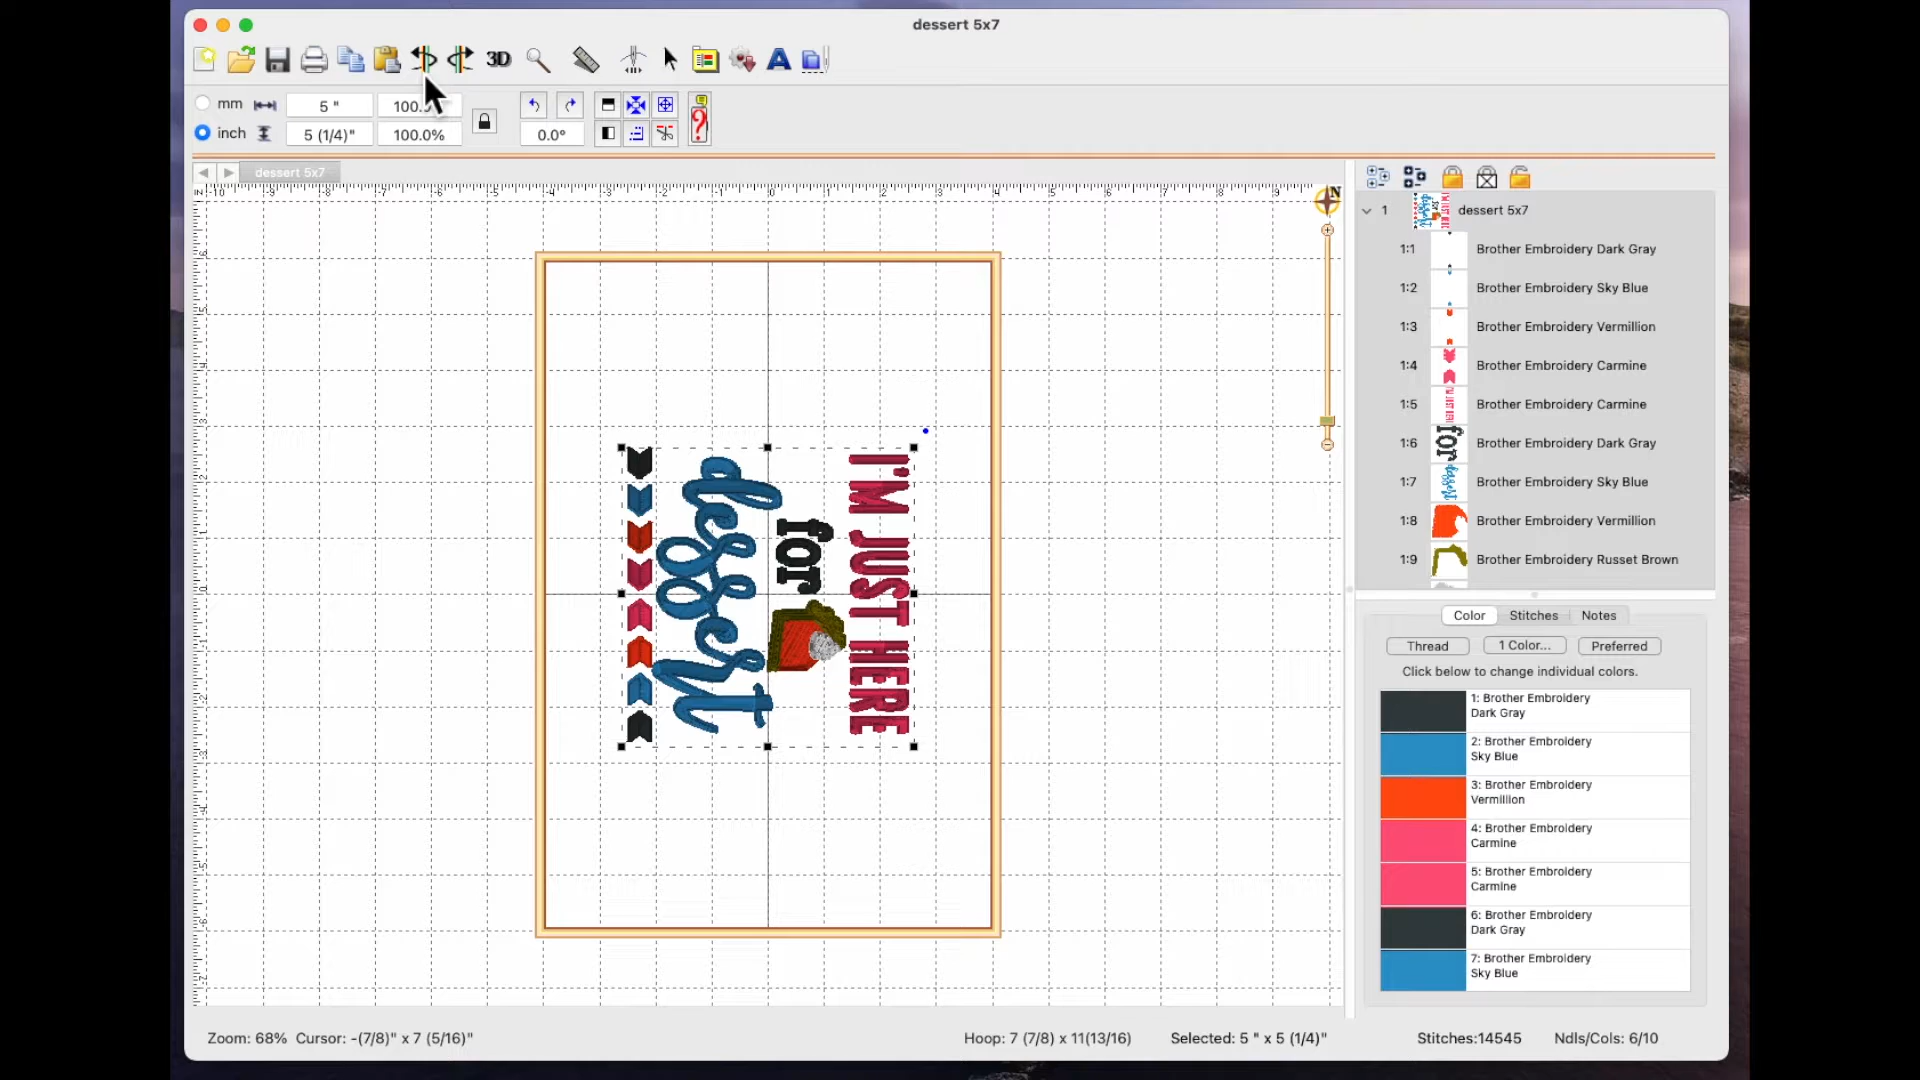 dessert 5x7
3D
A
mm
5 "
100.
inch
5 (1/4)"
100.0%
0.0°
?
dessert 5x7
IN
N
I'M JUST HERE
for
dessert
1
dessert 5x7
1:1
Brother Embroidery Dark Gray
1:2
Brother Embroidery Sky Blue
1:3
Brother Embroidery Vermillion
1:4
Brother Embroidery Carmine
1:5
Brother Embroidery Carmine
1:6
Brother Embroidery Dark Gray
1:7
Brother Embroidery Sky Blue
1:8
Brother Embroidery Vermillion
1:9
Brother Embroidery Russet Brown
Color
Stitches
Notes
Thread
1 Color...
Preferred
Click below to change individual colors.
1: Brother Embroidery
Dark Gray
2: Brother Embroidery
Sky Blue
3: Brother Embroidery
Vermillion
4: Brother Embroidery
Carmine
5: Brother Embroidery
Carmine
6: Brother Embroidery
Dark Gray
7: Brother Embroidery
Sky Blue
Zoom: 68% Cursor: -(7/8)" x 7 (5/16)"
Hoop: 7 (7/8) x 11(13/16)
Selected: 5 " x 5 (1/4)"
Stitches:14545
Ndls/Cols: 6/10